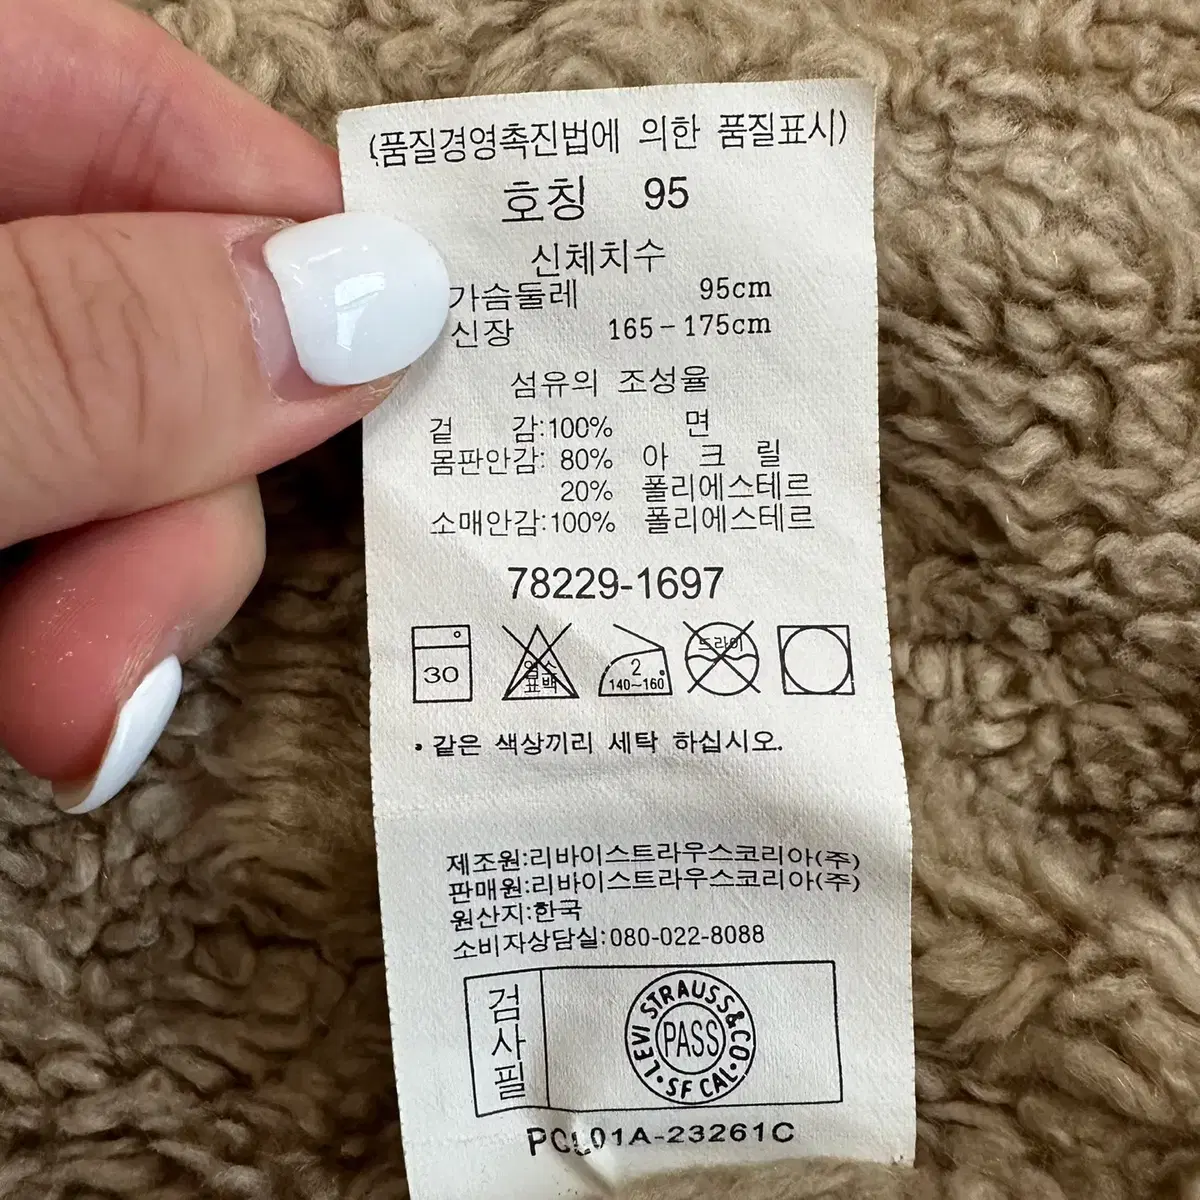 (품질경영촉진법에 의한 품질표시)
호칭 95
신체치수
가슴둘레 95cm
신장 165-175cm
섬유의 조성율
겉 감:100% 면
몸판안감: 80% 아 크 릴
20% 폴리에스테르
소매안감:100% 폴리에스테르
78229-1697
30
염소
표백
2
140~160
드라이
• 같은 색상끼리 세탁 하십시오.
제조원:리바이스트라우스코리아(주)
판매원:리바이스트라우스코리아(주)
원산지:한국
소비자상담실:080-022-8088
검사필
LEVI STRAUSS&CO. SF CAL.
PASS